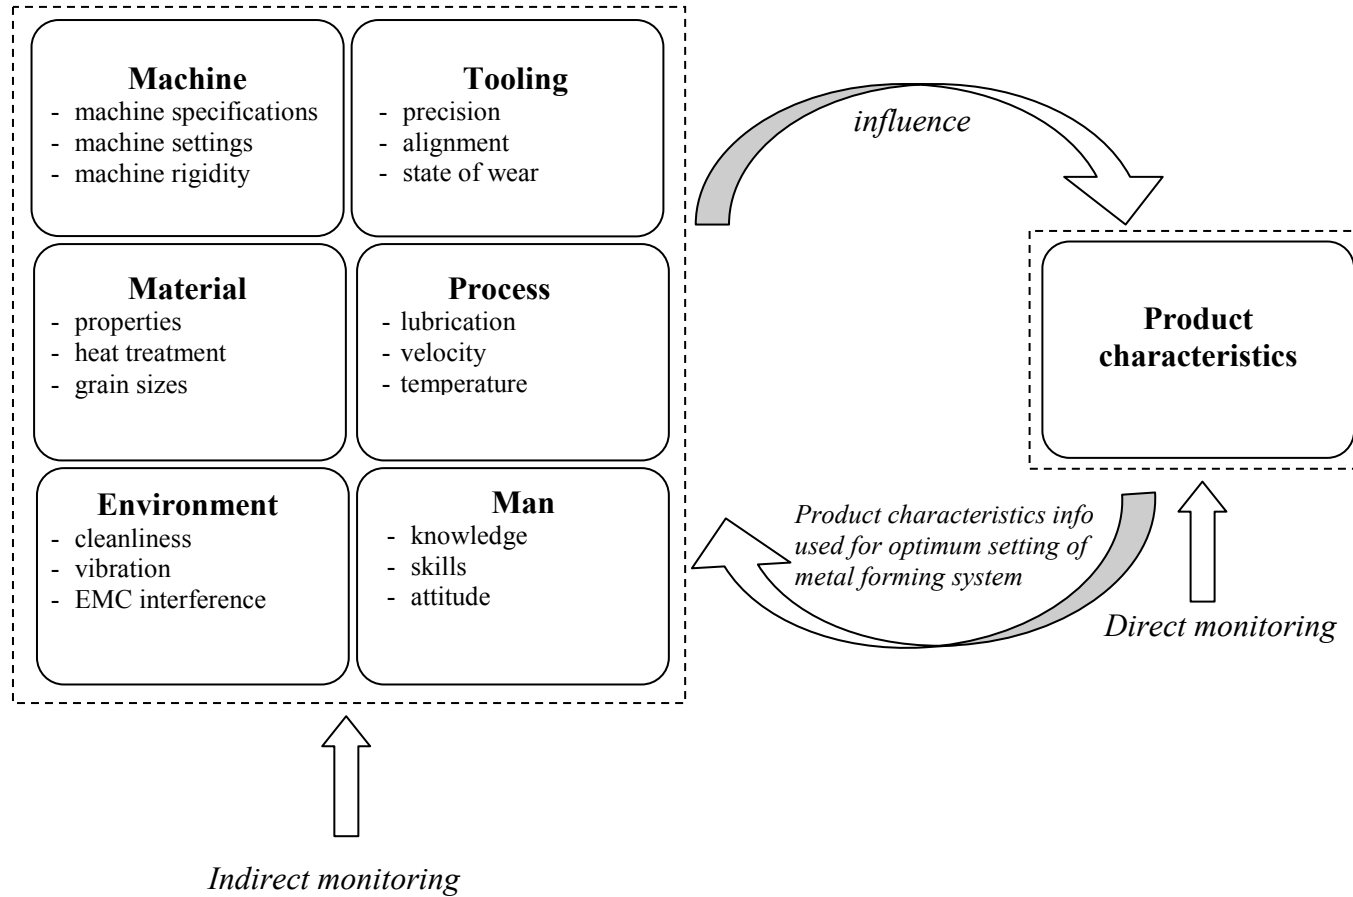 Machine
- machine specifications
- machine settings
- machine rigidity
Tooling
- precision
- alignment
- state of wear
influence
Material
- properties
- heat treatment
- grain sizes
Process
- lubrication
- velocity
- temperature
Product
characteristics
Environment
- cleanliness
- vibration
- EMC interference
Man
- knowledge
- skills
- attitude
Product characteristics info
used for optimum setting of
metal forming system
Direct monitoring
Indirect monitoring